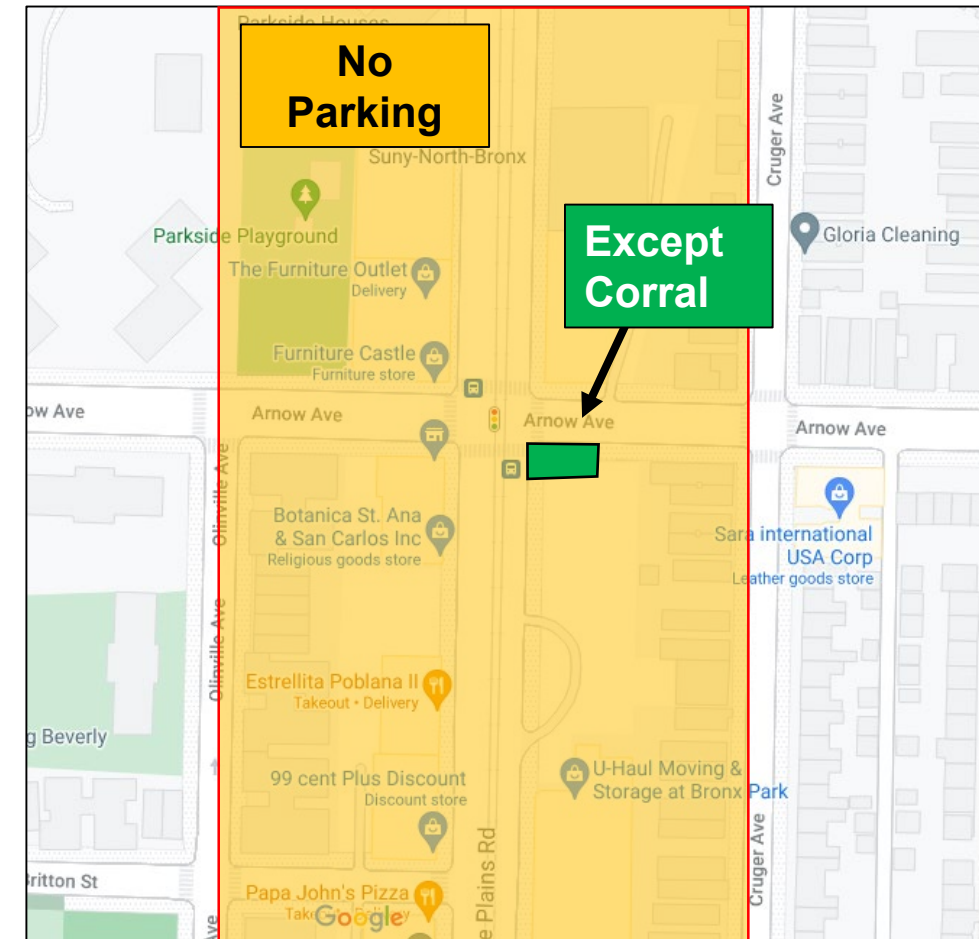 Parkside Houses
No
Parking
Suny-North-Bronx
Cruger Ave
Parkside Playground
Except
Corral
Gloria Cleaning
The Furniture Outlet
Delivery
Furniture Castle
Furniture store
ow Ave
Arnow Ave
Arnow Ave
Arnow Ave
Olinville Ave
Botanica St. Ana
& San Carlos Inc
Religious goods store
Sara international
USA Corp
Leather goods store
Olinville Ave
Estrellita Poblana II
Takeout • Delivery
g Beverly
99 cent Plus Discount
Discount store
U-Haul Moving &
Storage at Bronx Park
e Plains Rd
Cruger Ave
ritton St
Papa John's Pizza
Google
Ave